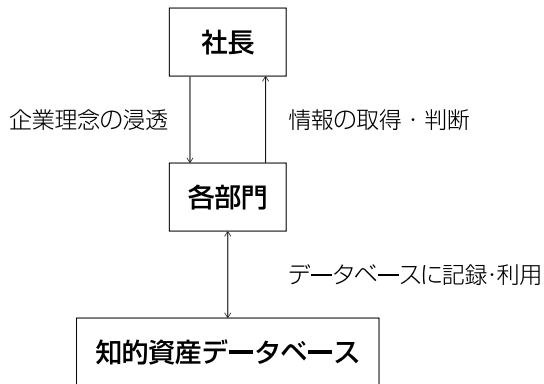 社長
企業理念の浸透
情報の取得・判断
各部門
データベースに記録･利用
知的資産データベース